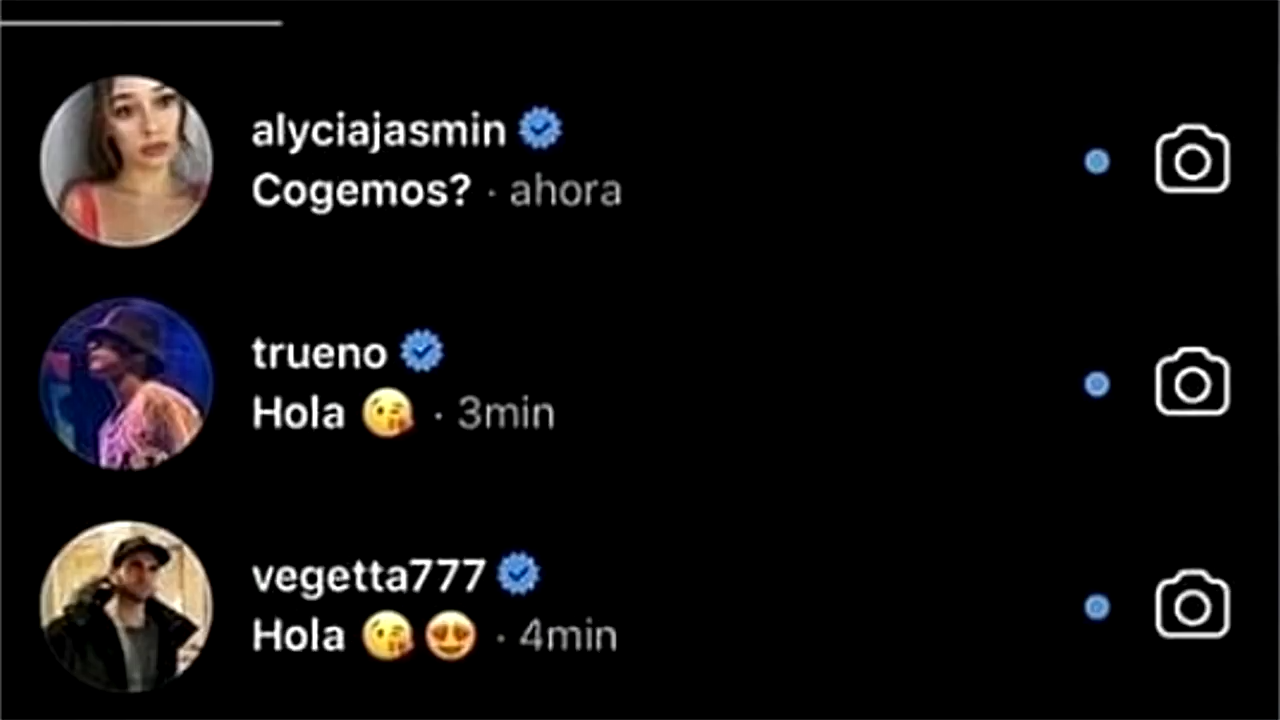 alyciajasmin
Cogemos? · ahora
trueno
Hola 😘 · 3min
vegetta777
Hola 😘😍 · 4min